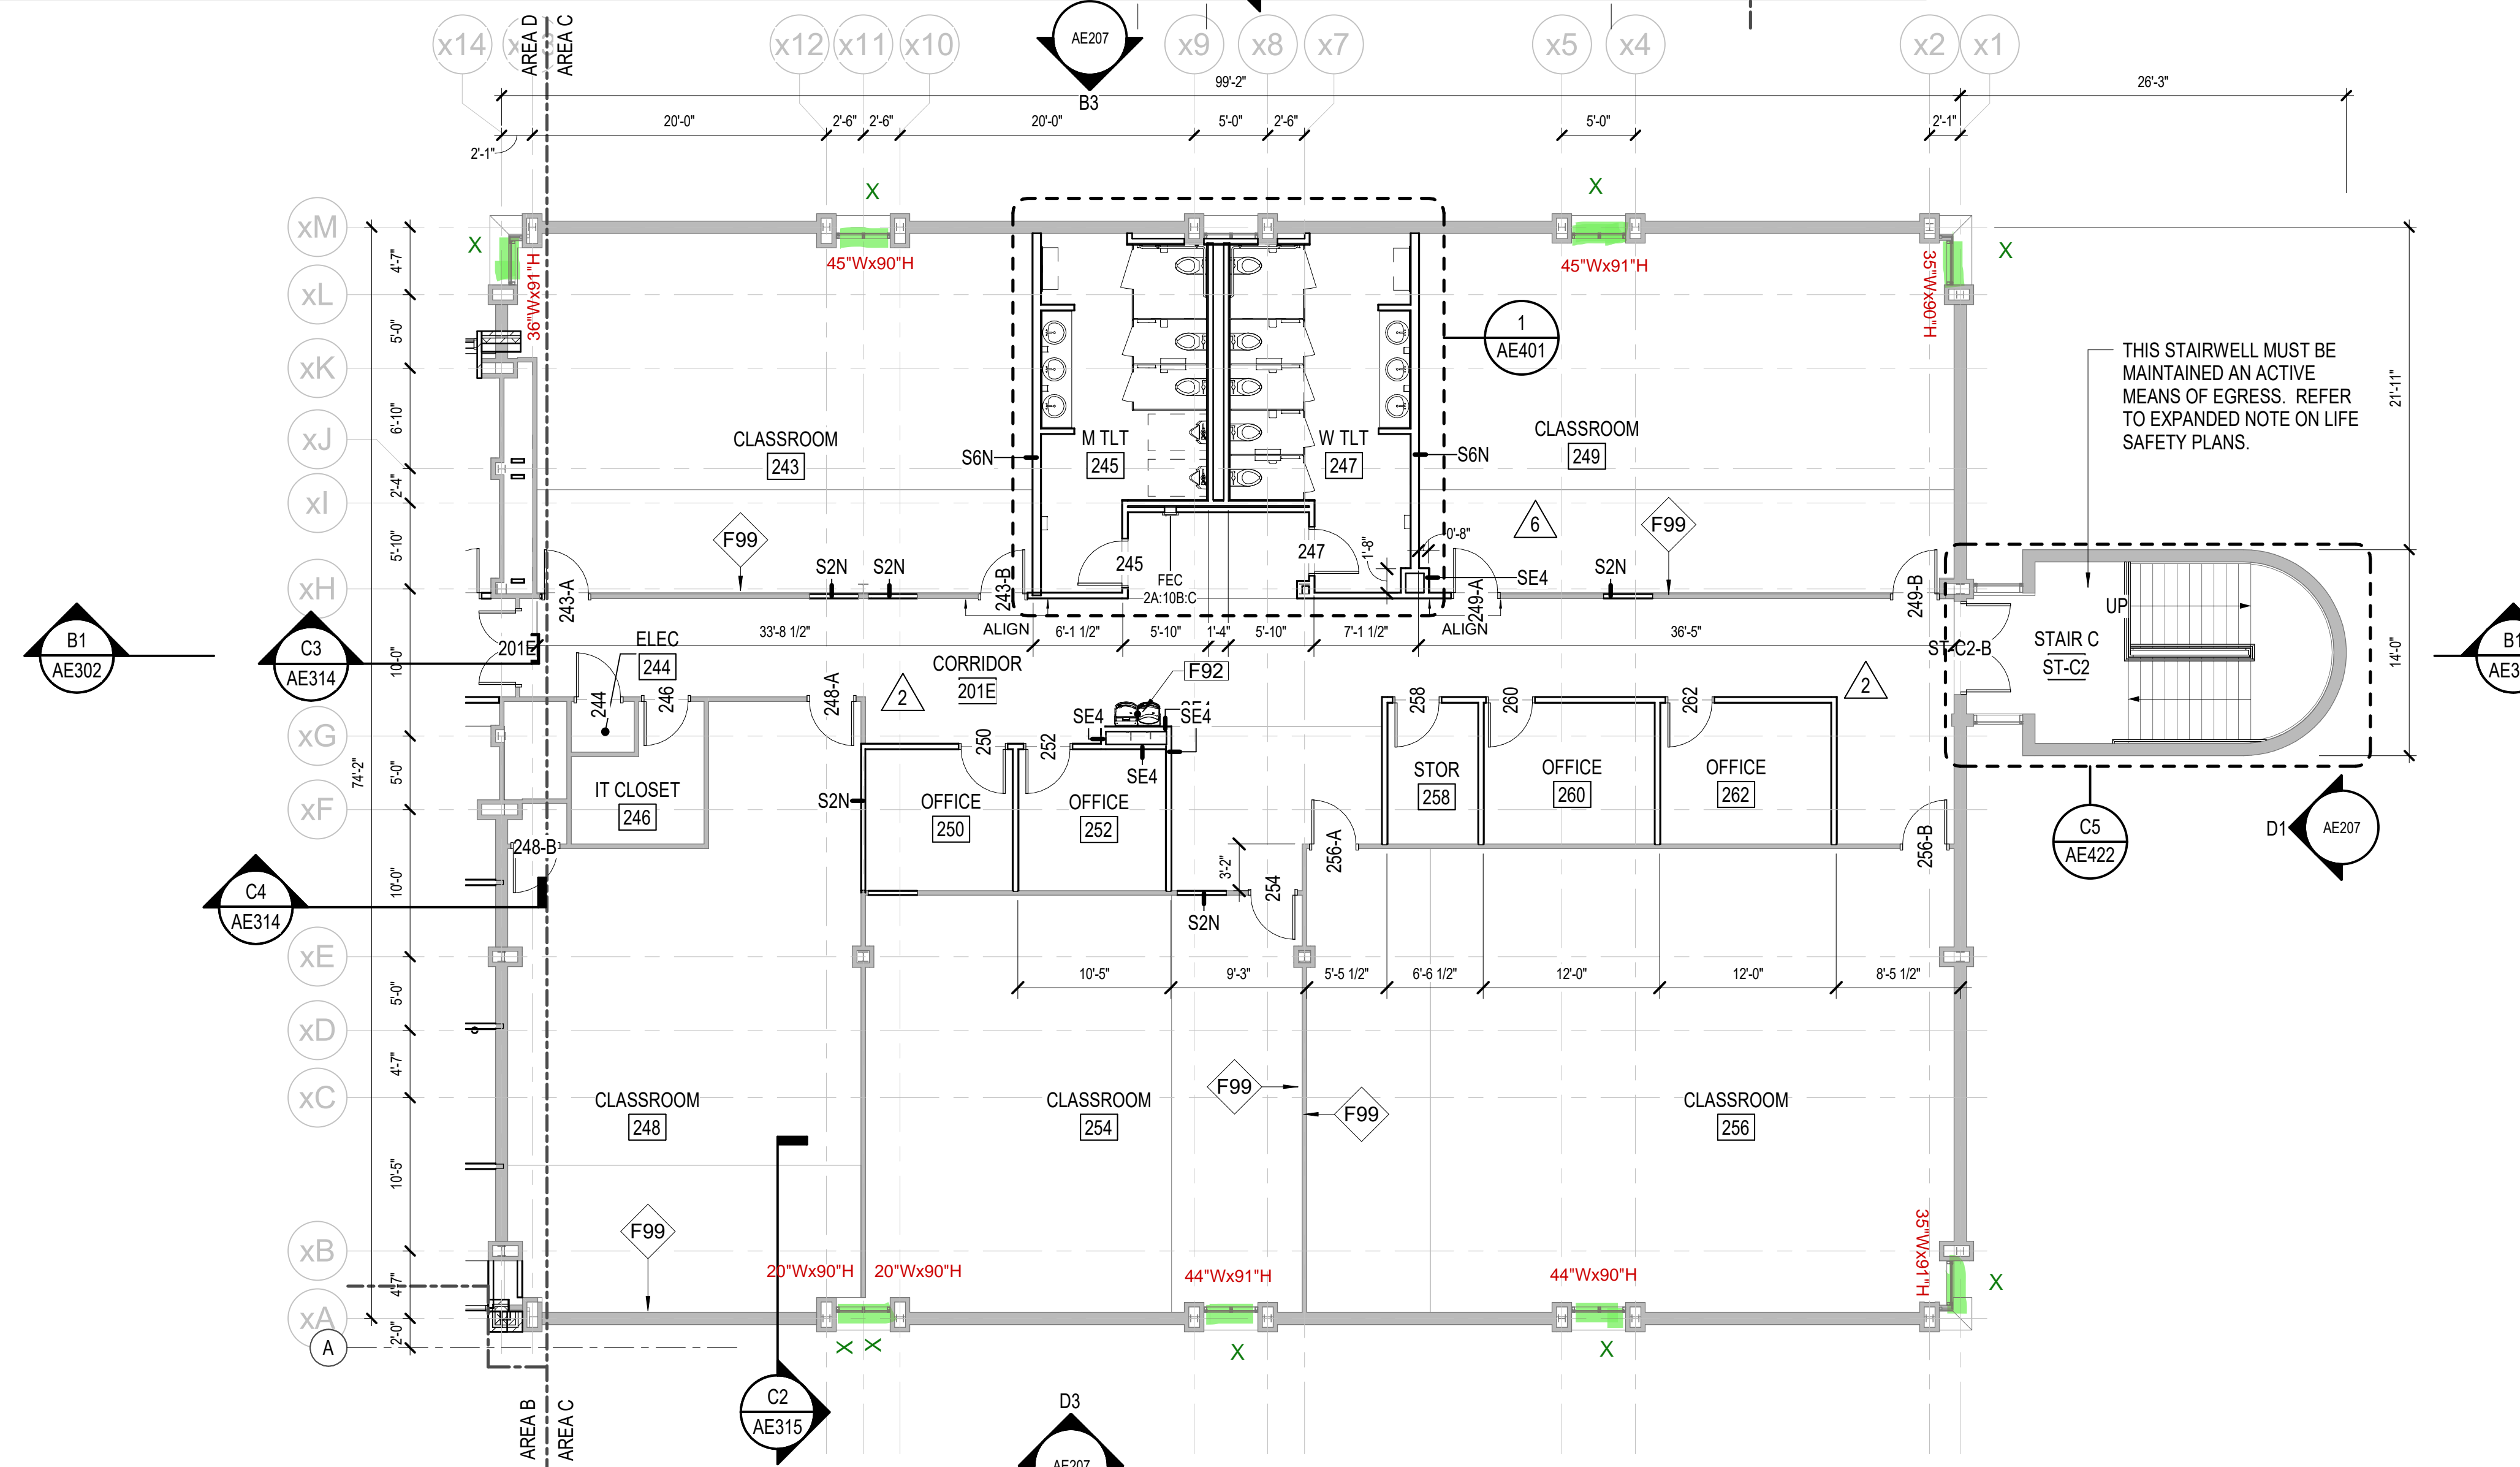 AREA D
AREA C
x14
x12
x11
x10
AE207
B3
x9
x8
x7
x5
x4
x2
x1
99'-2"
26'-3"
20'-0"
2'-6"
2'-6"
20'-0"
5'-0"
2'-6"
5'-0"
2'-1"
2'-1"
X
X
X
X
xM
xL
xK
xJ
xI
xH
xG
xF
xE
xD
xC
xB
xA
A
4'-7"
5'-0"
6'-10"
2'-4"
5'-10"
10'-0"
5'-0"
10'-0"
5'-0"
4'-7"
10'-5"
4'-7"
2'-0"
74'-2"
36"Wx91"H
45"Wx90"H
45"Wx91"H
35"Wx90"H
1
AE401
THIS STAIRWELL MUST BE
MAINTAINED AN ACTIVE
MEANS OF EGRESS. REFER
TO EXPANDED NOTE ON LIFE
SAFETY PLANS.
21'-11"
14'-0"
CLASSROOM
243
S6N
M TLT
245
W TLT
247
S6N
CLASSROOM
249
F99
S2N
S2N
243-A
243-B
245
FEC
2A:10B:C
247
1'-8"
0'-8"
6
F99
SE4
S2N
249-A
249-B
ALIGN
ALIGN
B1
AE302
C3
AE314
201E
ELEC
244
33'-8 1/2"
6'-1 1/2"
5'-10"
1'-4"
5'-10"
7'-1 1/2"
36'-5"
CORRIDOR
201E
F92
2
2
ST-C2-B
UP
STAIR C
ST-C2
B1
244
246
248-A
SE4
SE4
SE4
250
252
258
260
262
IT CLOSET
246
S2N
OFFICE
250
OFFICE
252
STOR
258
OFFICE
260
OFFICE
262
248-B
256-A
256-B
3'-2"
254
S2N
C4
AE314
C5
AE422
D1
AE207
10'-5"
9'-3"
5'-5 1/2"
6'-6 1/2"
12'-0"
12'-0"
8'-5 1/2"
CLASSROOM
248
CLASSROOM
254
CLASSROOM
256
F99
F99
F99
20"Wx90"H
20"Wx90"H
44"Wx91"H
44"Wx90"H
35"Wx91"H
X
X
X
X
X
C2
AE315
D3
AE207
AREA B
AREA C